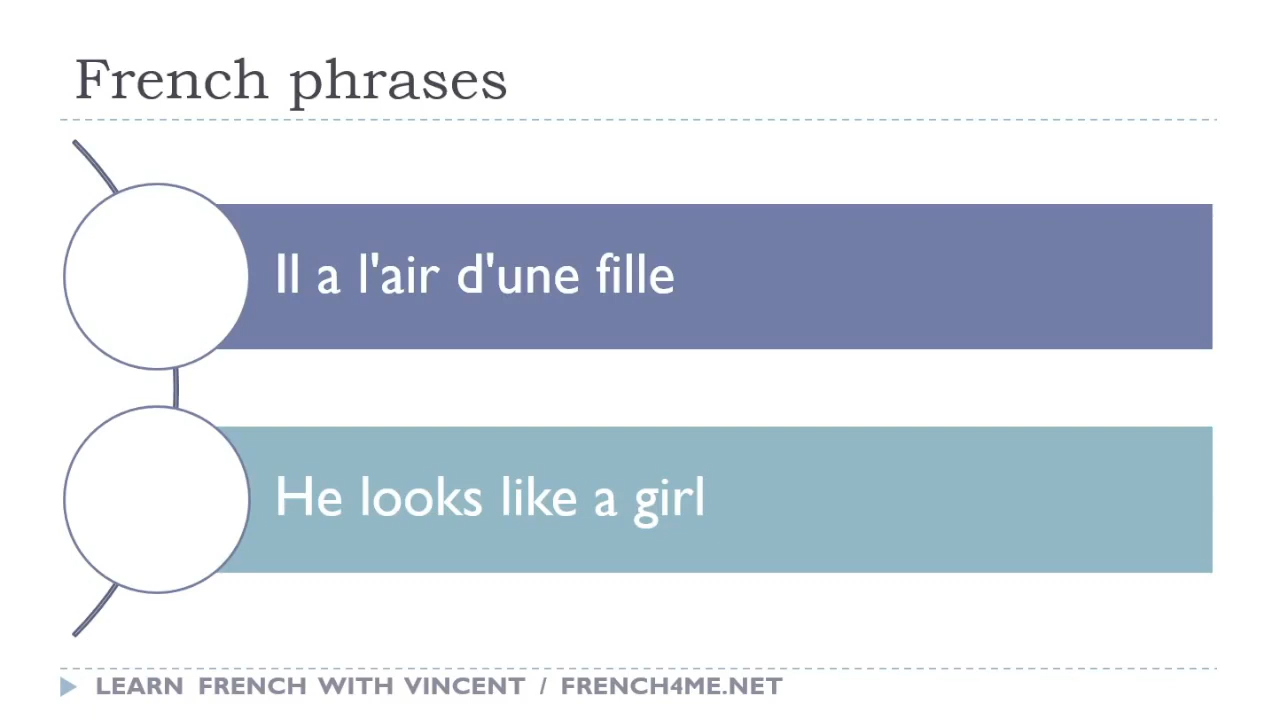 French phrases
Il a l'air d'une fille
He looks like a girl
LEARN FRENCH WITH VINCENT / FRENCH4ME.NET